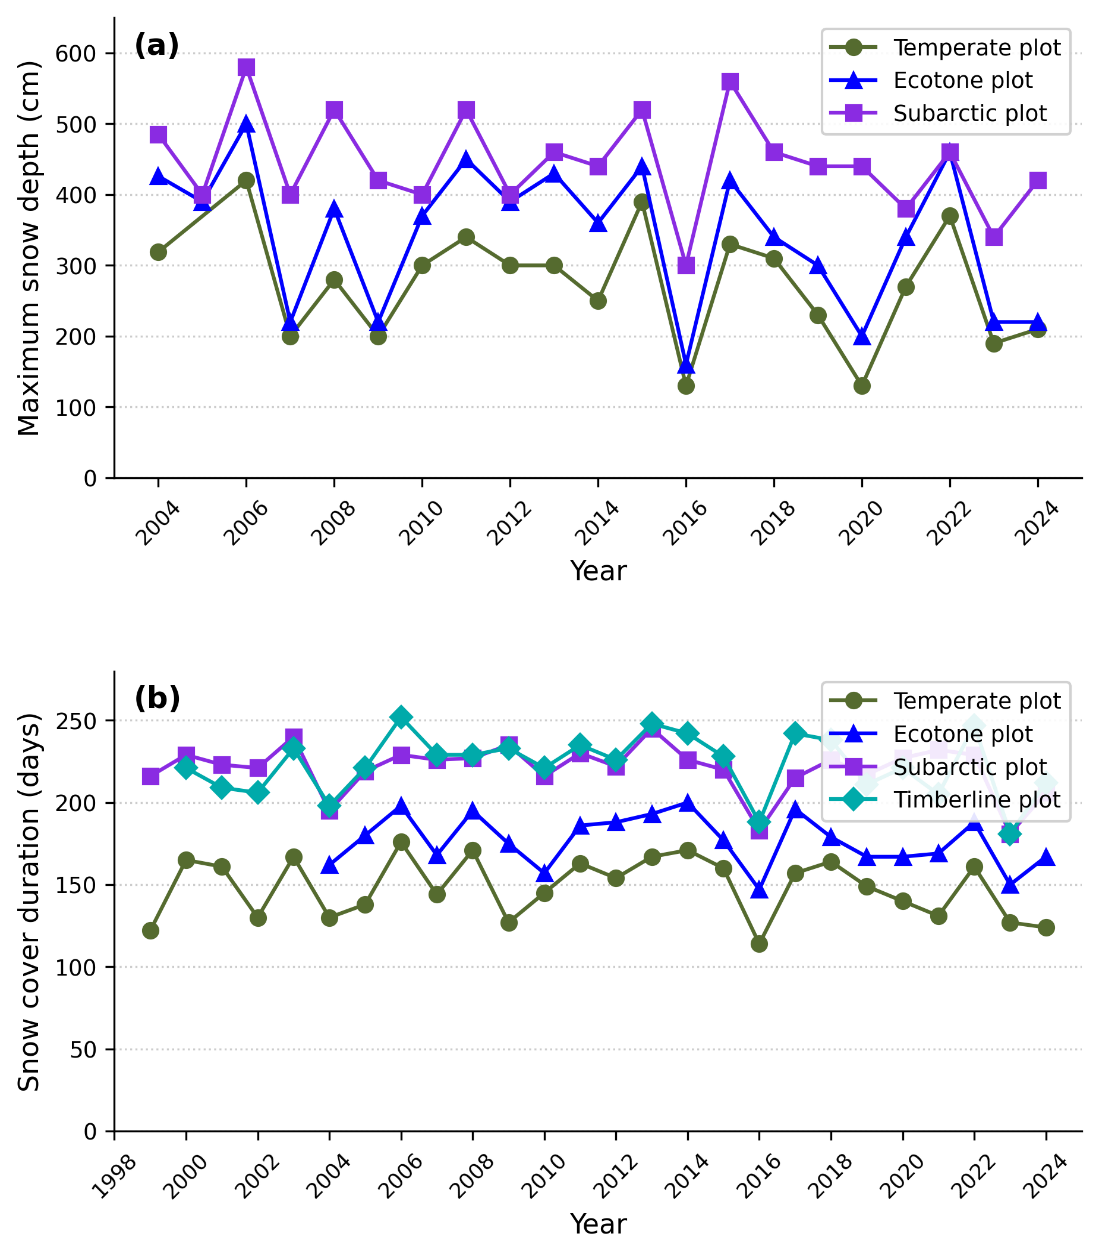 (a)
Temperate plot
Ecotone plot
Subarctic plot
Maximum snow depth (cm)
600
500
400
300
200
100
0
2004 2006 2008 2010 2012 2014 2016 2018 2020 2022 2024
Year
(b)
Temperate plot
Ecotone plot
Subarctic plot
Timberline plot
Snow cover duration (days)
250
200
150
100
50
0
1998 2000 2002 2004 2006 2008 2010 2012 2014 2016 2018 2020 2022 2024
Year